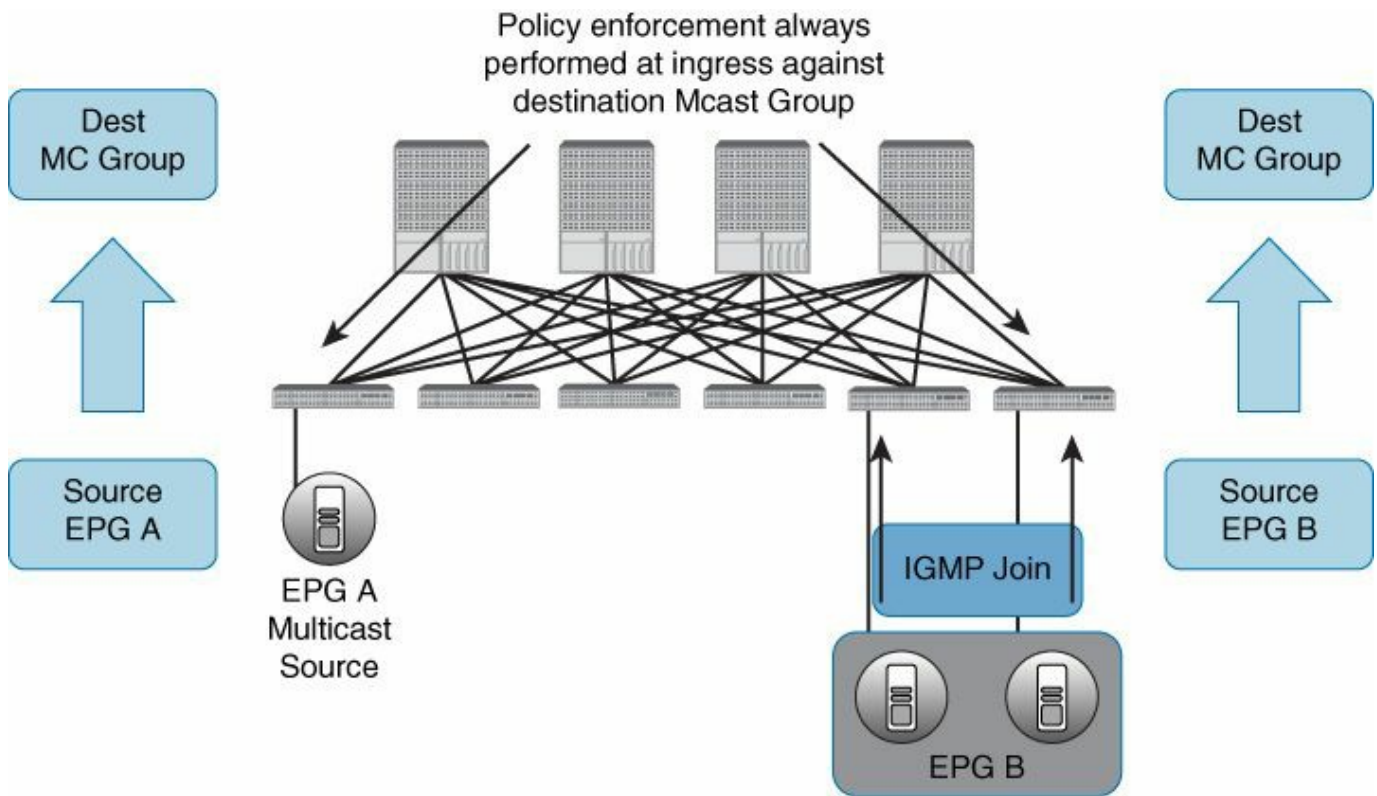 Policy enforcement always
performed at ingress against
destination Mcast Group
Dest
MC Group
Dest
MC Group
Source
EPG A
Source
EPG B
EPG A
Multicast
Source
IGMP Join
EPG B